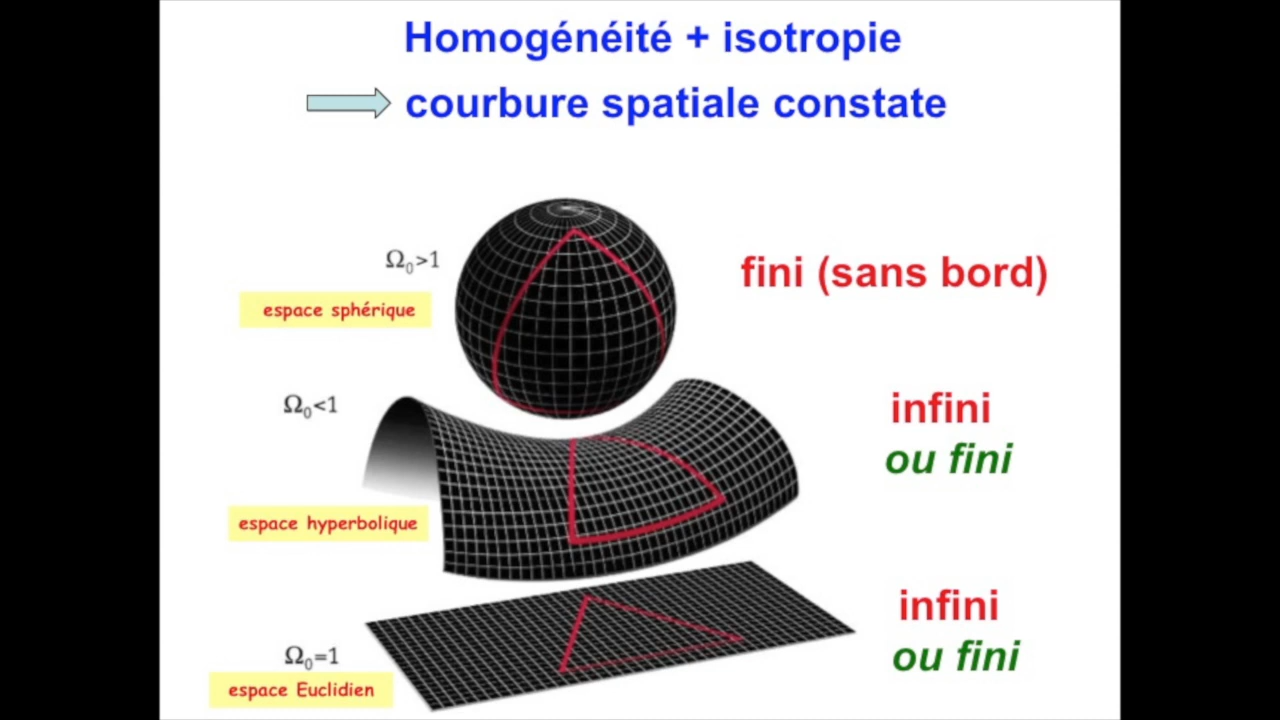 Homogénéité + isotropie
courbure spatiale constate
Ω₀>1
espace sphérique
fini (sans bord)
Ω₀<1
infini
ou fini
espace hyperbolique
infini
ou fini
Ω₀=1
espace Euclidien